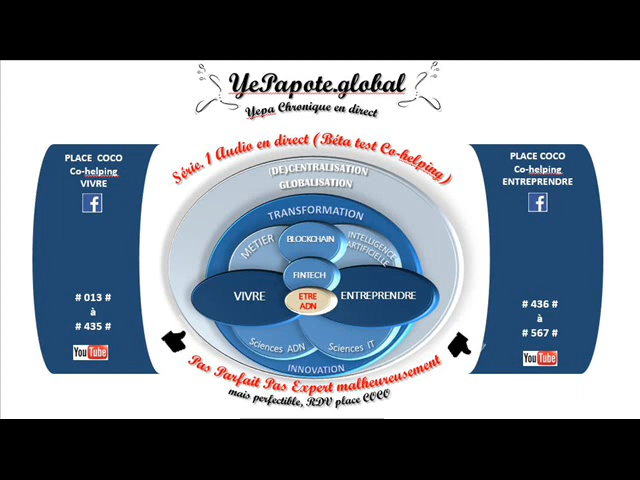 YePapote.global
Yepa Chronique en direct
Série, 1 Audio en direct ( Béta test Co-helping)
PLACE COCO
Co-helping
VIVRE
f
# 013 #
à
# 435 #
YouTube
(DE)CENTRALISATION
GLOBALISATION
TRANSFORMATION
METIER
BLOCKCHAIN
INTELLIGENCE
ARTIFICIELLE
FINTECH
VIVRE
ETRE
ADN
ENTREPRENDRE
Sciences ADN
Sciences IT
INNOVATION
PLACE COCO
Co-helping
ENTREPRENDRE
f
# 436 #
à
# 567 #
YouTube
Pas Parfait Pas Expert malheureusement
mais perfectible, RDV place COCO